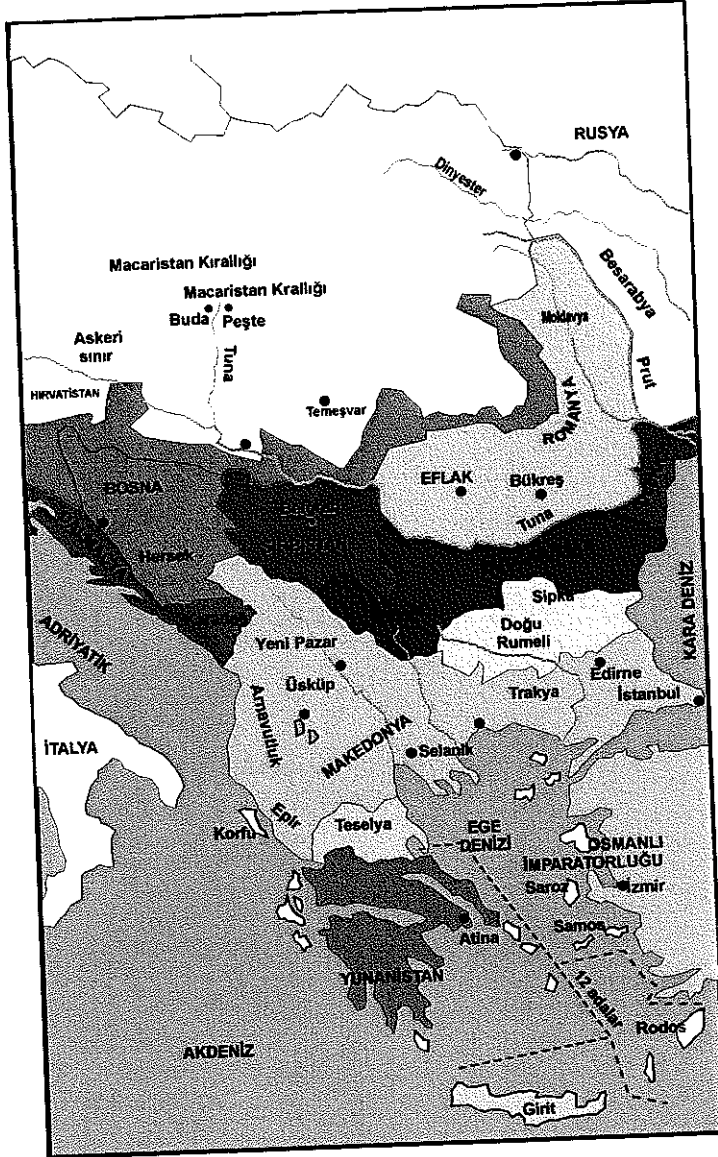 RUSYA
Dinyester
Besarabya
Macaristan Kırallığı
Macaristan Krallığı
Buda
Peşte
Moldavya
Askeri
sınır
Tuna
Prut
HIRVATİSTAN
Temeşvar
ROMANYA
EFLAK
Bükreş
Tuna
BOSNA
Hersek
KARA DENİZ
Sipka
Doğu
Rumeli
ADRİYATİK
Yeni Pazar
Edirne
İstanbul
Üsküp
Trakya
Arnavutluk
MAKEDONYA
Selanik
İTALYA
Epir
Korfu
Teselya
EGE
DENİZİ
OSMANLI
İMPARATORLUĞU
Saroz
İzmir
Atina
Samos
YUNANİSTAN
12 adalar
Rodos
AKDENİZ
Girit